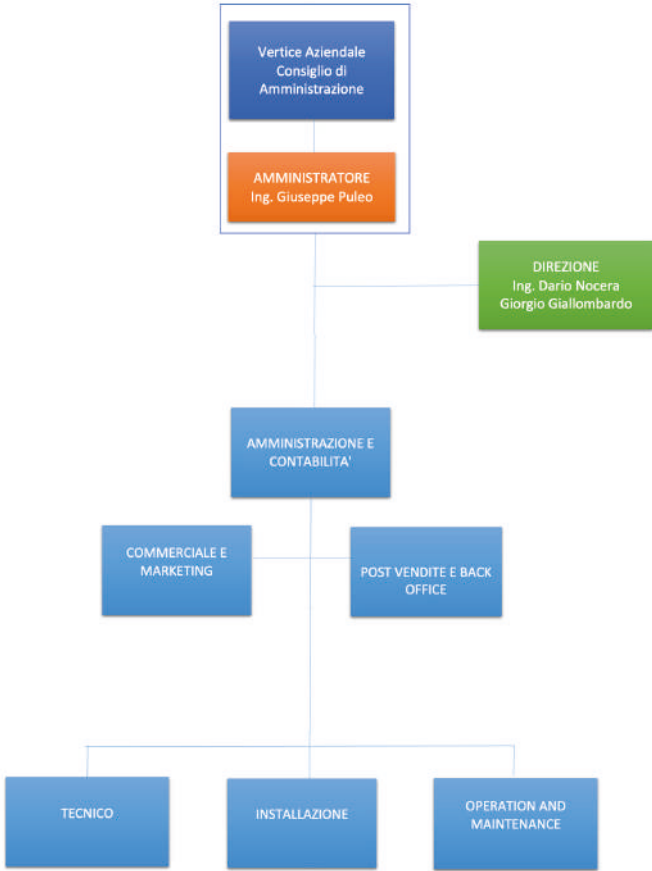 Vertice Aziendale
Consiglio di
Amministrazione
AMMINISTRATORE
Ing. Giuseppe Puleo
DIREZIONE
Ing. Dario Nocera
Giorgio Giallombardo
AMMINISTRAZIONE E
CONTABILITA'
COMMERCIALE E
MARKETING
POST VENDITE E BACK
OFFICE
TECNICO
INSTALLAZIONE
OPERATION AND
MAINTENANCE